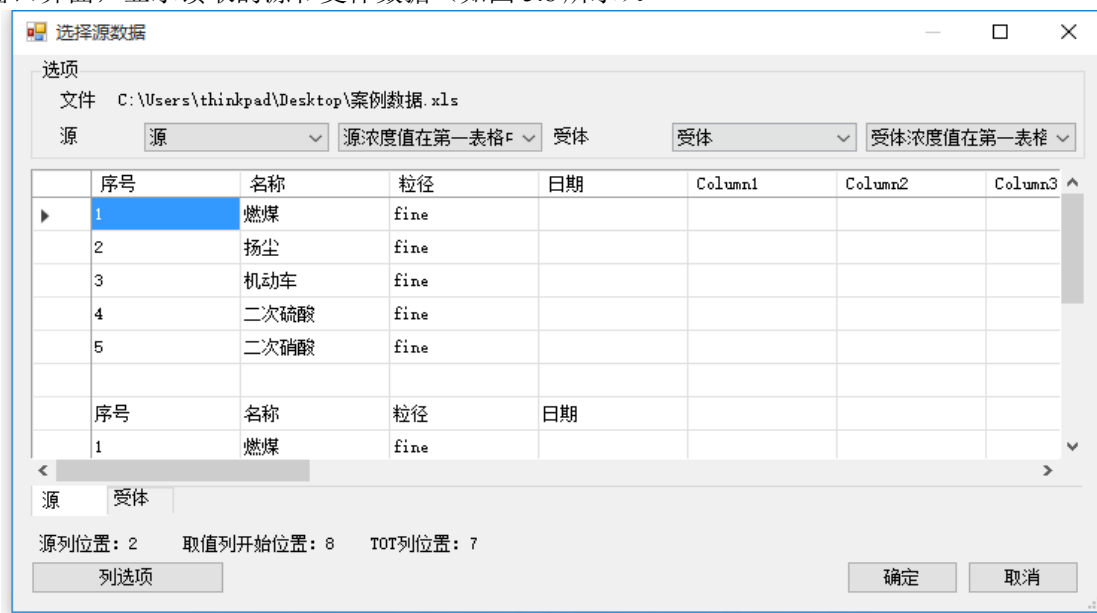 选择源数据
选项
文件 C:\Users\thinkpad\Desktop\案例数据.xls
源 源 源浓度值在第一表格 受体 受体 受体浓度值在第一表格
序号 名称 粒径 日期 Column1 Column2 Column3
1 燃煤 fine
2 扬尘 fine
3 机动车 fine
4 二次硫酸 fine
5 二次硝酸 fine
序号 名称 粒径 日期
1 燃煤 fine
源 受体
源列位置: 2 取值列开始位置: 8 TOT列位置: 7
列选项 确定 取消